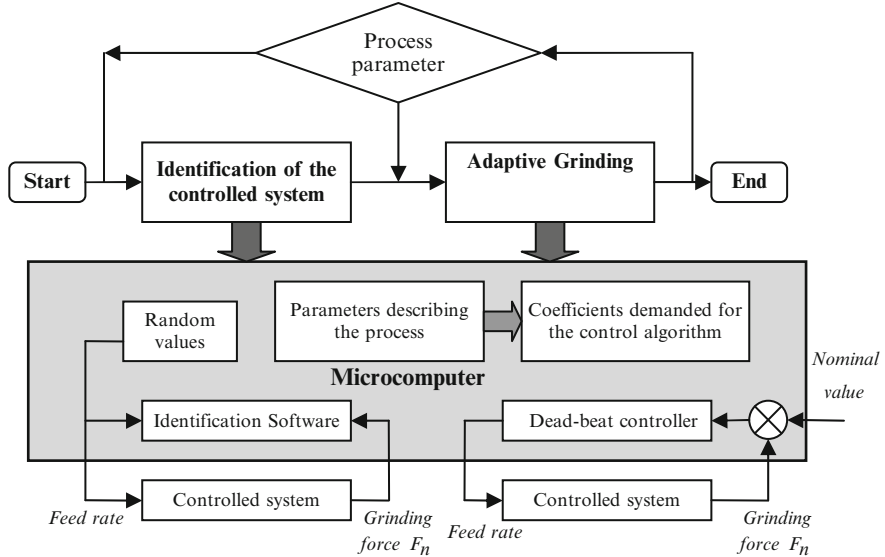 Process
parameter
Start
Identification of the
controlled system
Adaptive Grinding
End
Random
values
Parameters describing
the process
Coefficients demanded for
the control algorithm
Microcomputer
Nominal
value
Identification Software
Dead-beat controller
Controlled system
Controlled system
Feed rate
Grinding
force Fn
Feed rate
Grinding
force Fn